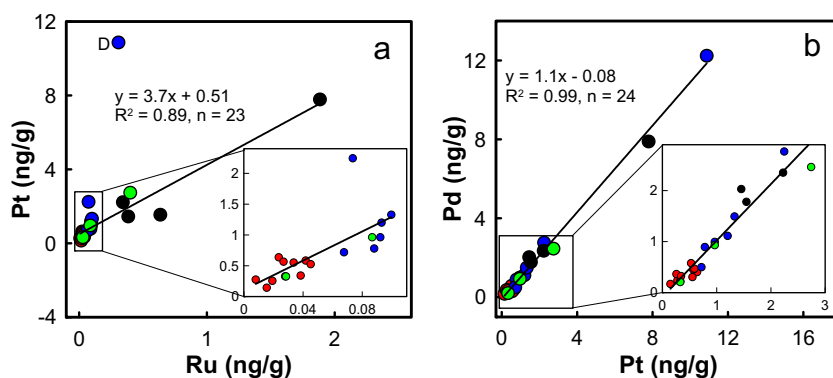 12
8
4
0
-4
Pt (ng/g)
D
a
y = 3.7x + 0.51
R² = 0.89, n = 23
2
1.5
1
0.5
0
0
0.04
0.08
0
1
2
Ru (ng/g)
12
8
4
0
Pd (ng/g)
b
y = 1.1x - 0.08
R² = 0.99, n = 24
2
1
0
0
1
2
3
0
4
8
12
16
Pt (ng/g)